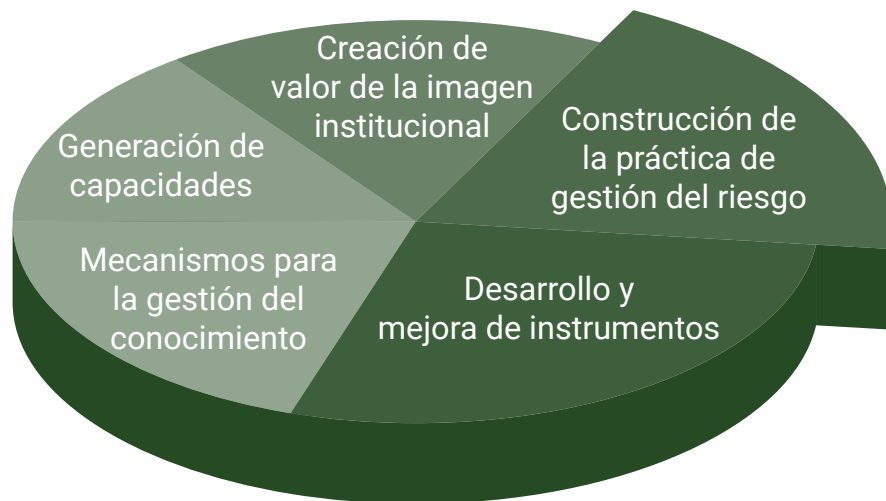 Creación de
valor de la imagen
institucional
Construcción de
la práctica de
gestión del riesgo
Generación de
capacidades
Mecanismos para
la gestión del
conocimiento
Desarrollo y
mejora de instrumentos